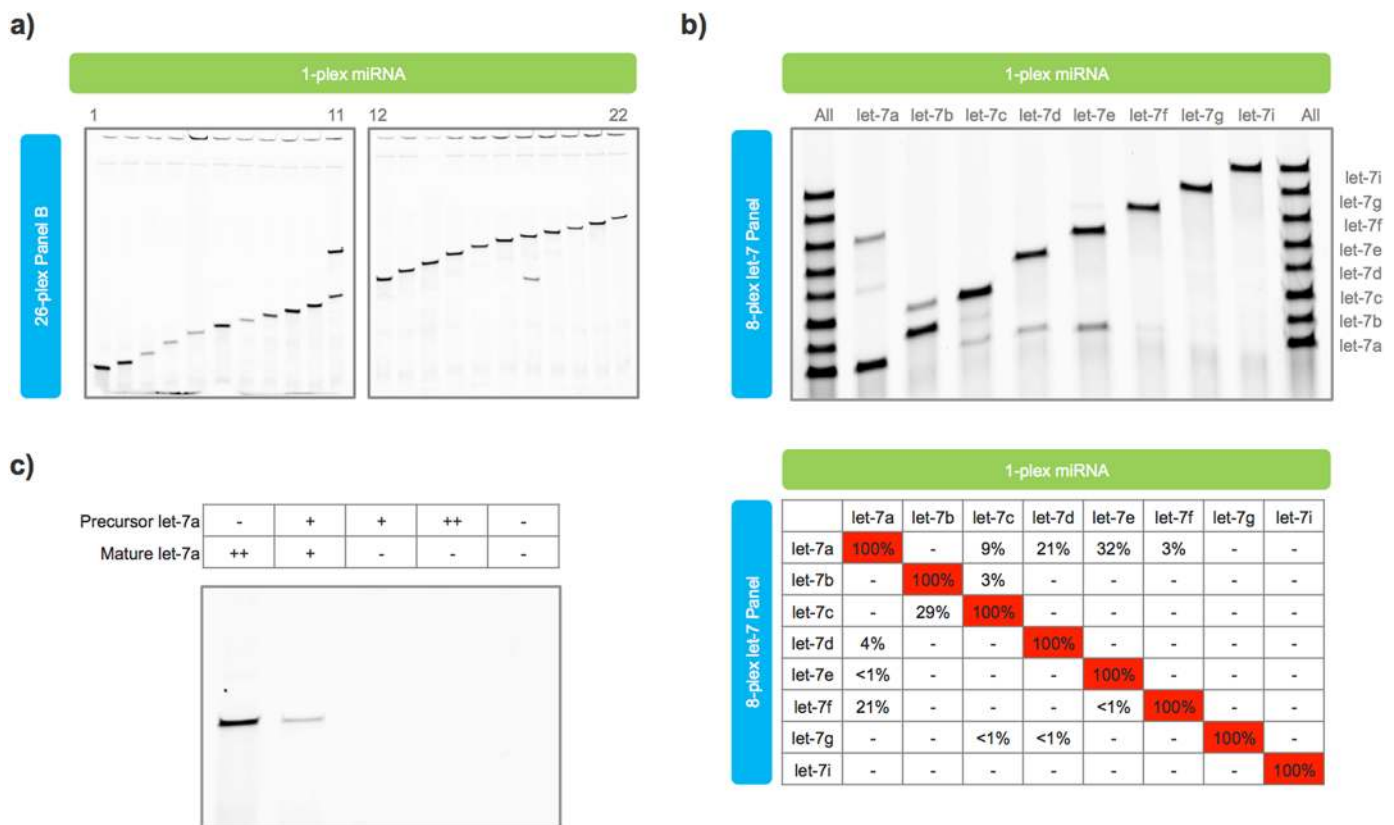 a)
1-plex miRNA
1 11 12 22
26-plex Panel B
b)
1-plex miRNA
All let-7a let-7b let-7c let-7d let-7e let-7f let-7g let-7i All
8-plex let-7 Panel
let-7i
let-7g
let-7f
let-7e
let-7d
let-7c
let-7b
let-7a
c)
Precursor let-7a - + + ++ -
Mature let-7a ++ + - - -
1-plex miRNA
8-plex let-7 Panel
let-7a let-7b let-7c let-7d let-7e let-7f let-7g let-7i
let-7a 100% - 9% 21% 32% 3% - -
let-7b - 100% 3% - - - - -
let-7c - 29% 100% - - - - -
let-7d 4% - - 100% - - - -
let-7e <1% - - - 100% - - -
let-7f 21% - - - <1% 100% - -
let-7g - - <1% <1% - - 100% -
let-7i - - - - - - - 100%